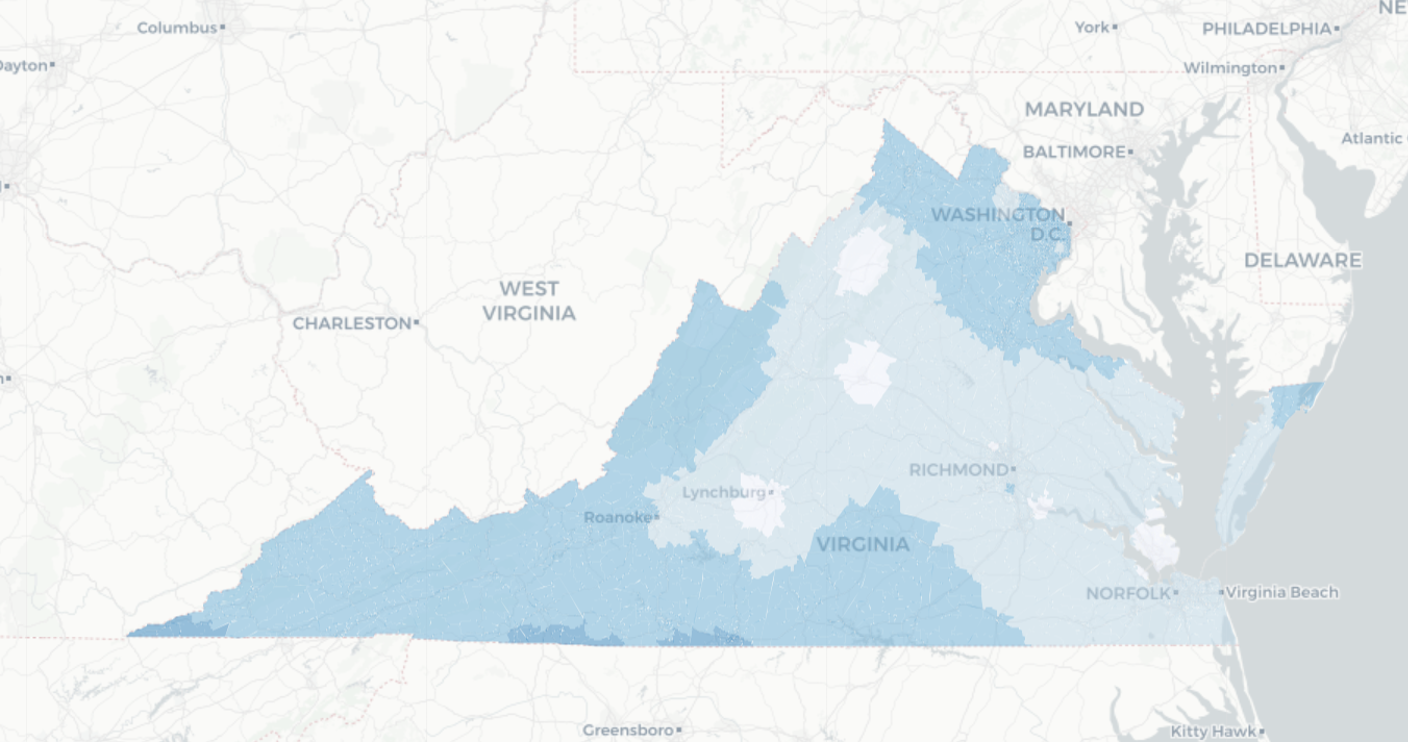 Columbus
York
PHILADELPHIA
NE
Dayton
Wilmington
MARYLAND
BALTIMORE
Atlantic
WASHINGTON
D.C.
DELAWARE
WEST
VIRGINIA
CHARLESTON
RICHMOND
Lynchburg
Roanoke
VIRGINIA
NORFOLK
Virginia Beach
Greensboro
Kitty Hawk